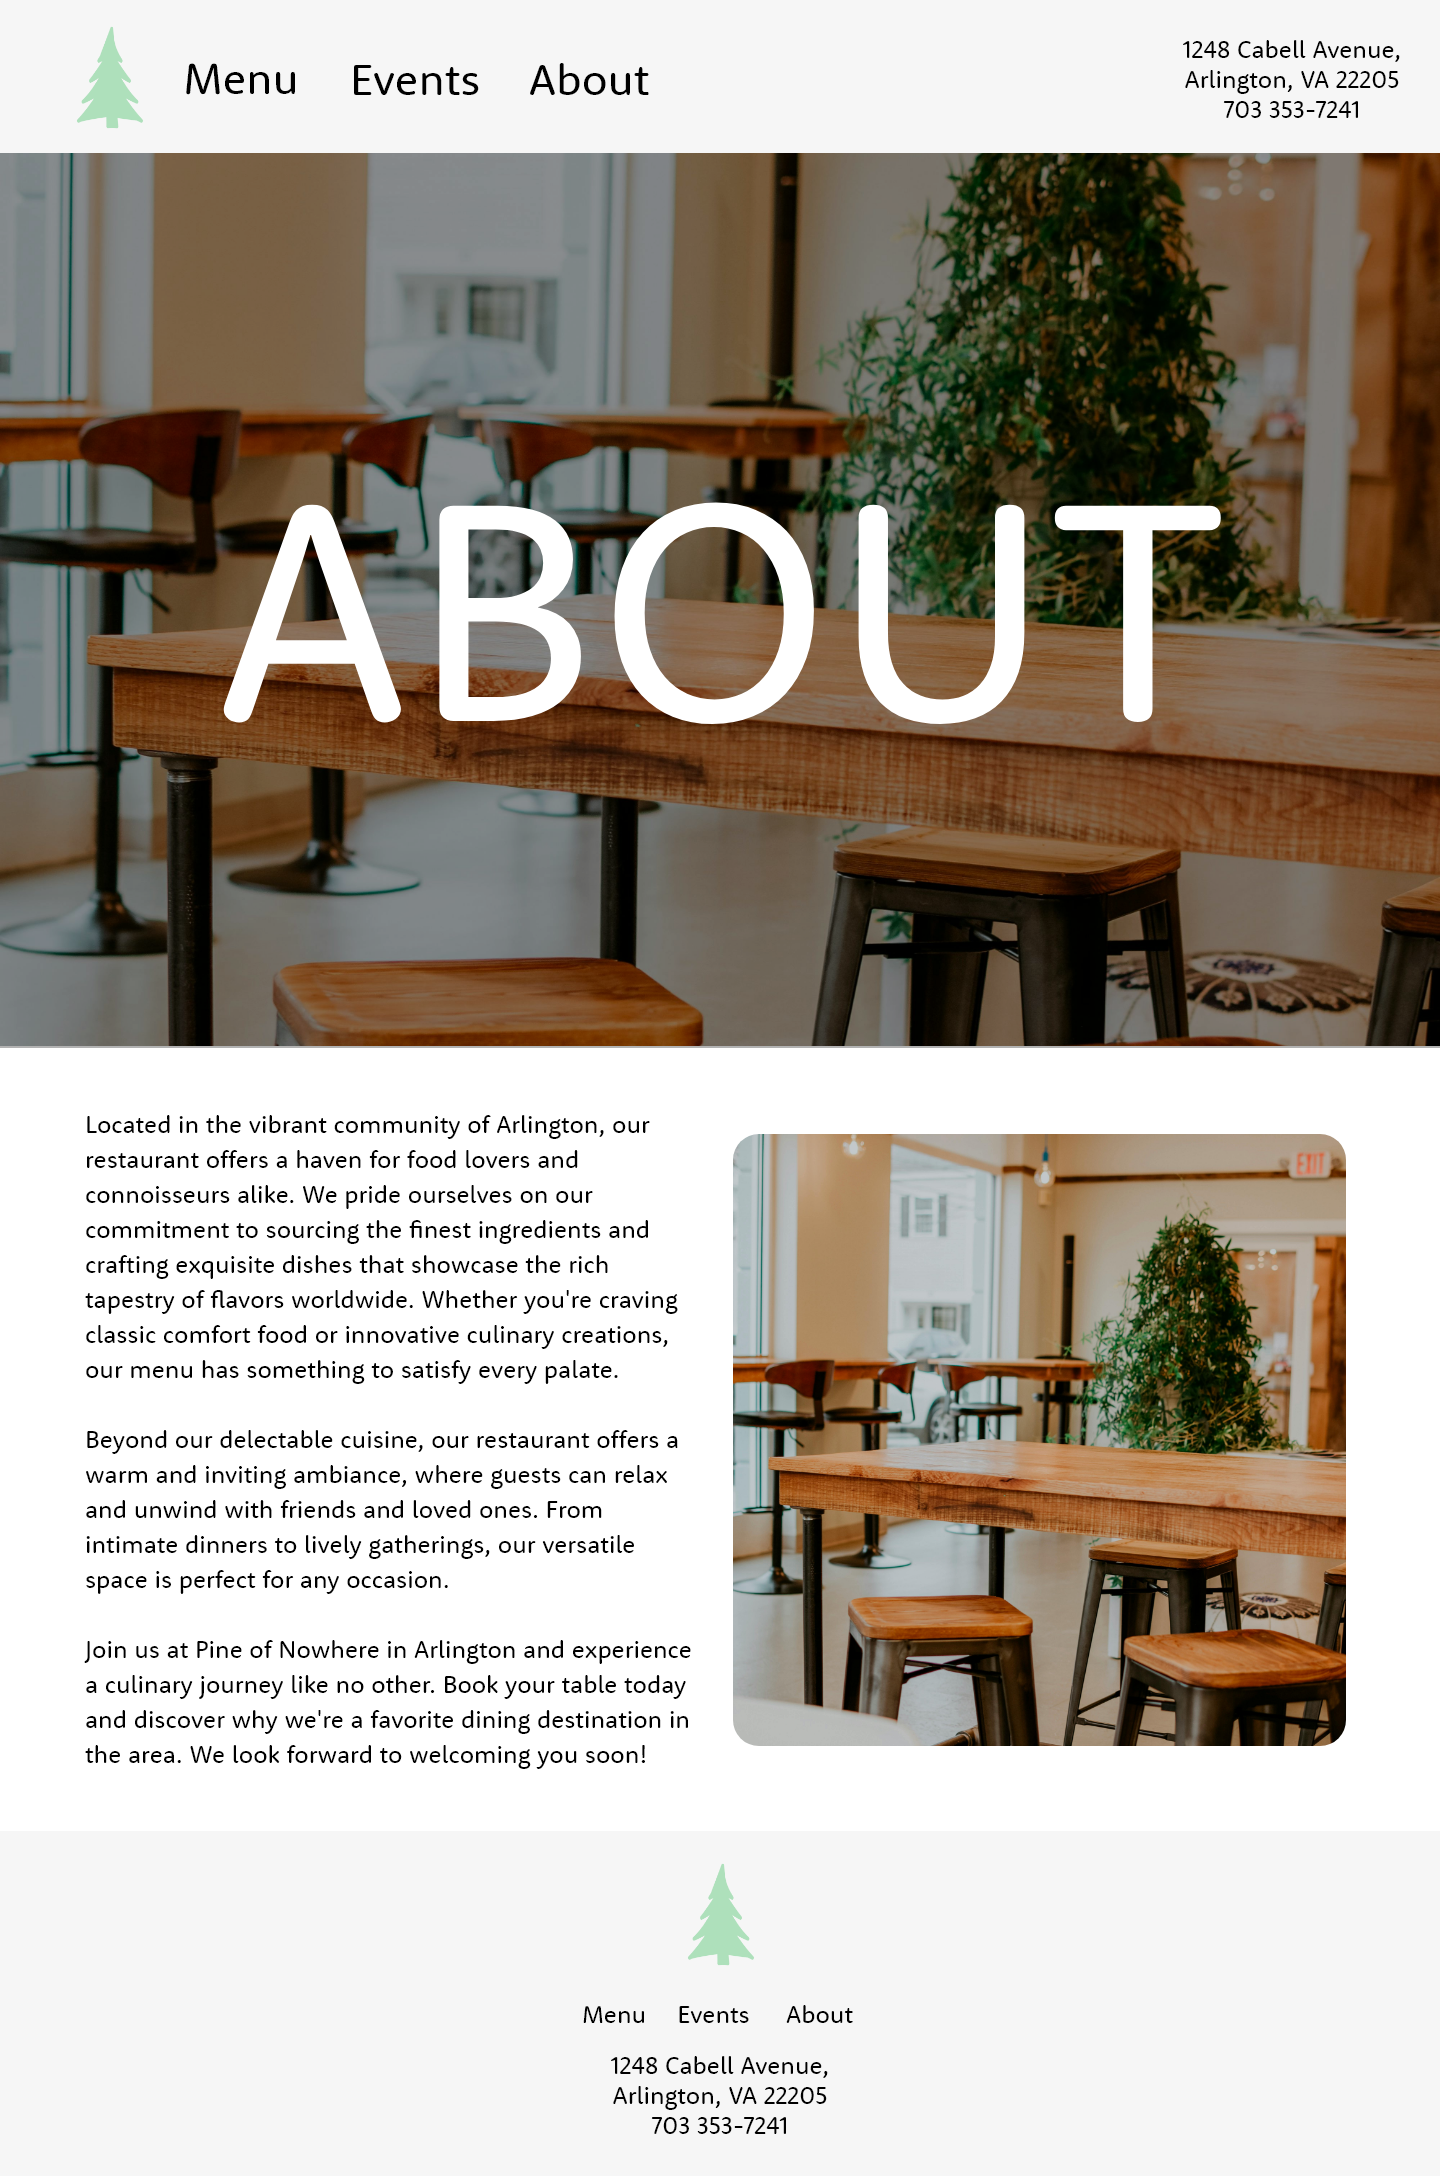 Menu Events About
1248 Cabell Avenue,
Arlington, VA 22205
703 353-7241
ABOUT
Located in the vibrant community of Arlington, our
restaurant offers a haven for food lovers and
connoisseurs alike. We pride ourselves on our
commitment to sourcing the finest ingredients and
crafting exquisite dishes that showcase the rich
tapestry of flavors worldwide. Whether you're craving
classic comfort food or innovative culinary creations,
our menu has something to satisfy every palate.
Beyond our delectable cuisine, our restaurant offers a
warm and inviting ambiance, where guests can relax
and unwind with friends and loved ones. From
intimate dinners to lively gatherings, our versatile
space is perfect for any occasion.
Join us at Pine of Nowhere in Arlington and experience
a culinary journey like no other. Book your table today
and discover why we're a favorite dining destination in
the area. We look forward to welcoming you soon!
EXIT
Menu Events About
1248 Cabell Avenue,
Arlington, VA 22205
703 353-7241